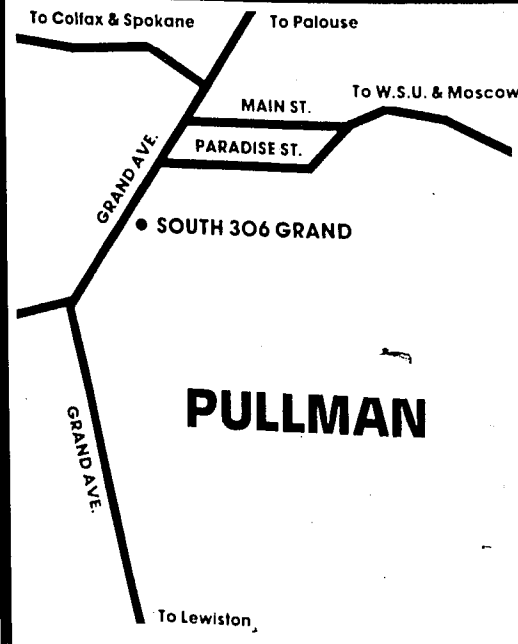 To Colfax & Spokane
To Palouse
To W.S.U. & Moscow
MAIN ST.
PARADISE ST.
GRAND AVE.
SOUTH 306 GRAND
PULLMAN
GRAND AVE.
To Lewiston